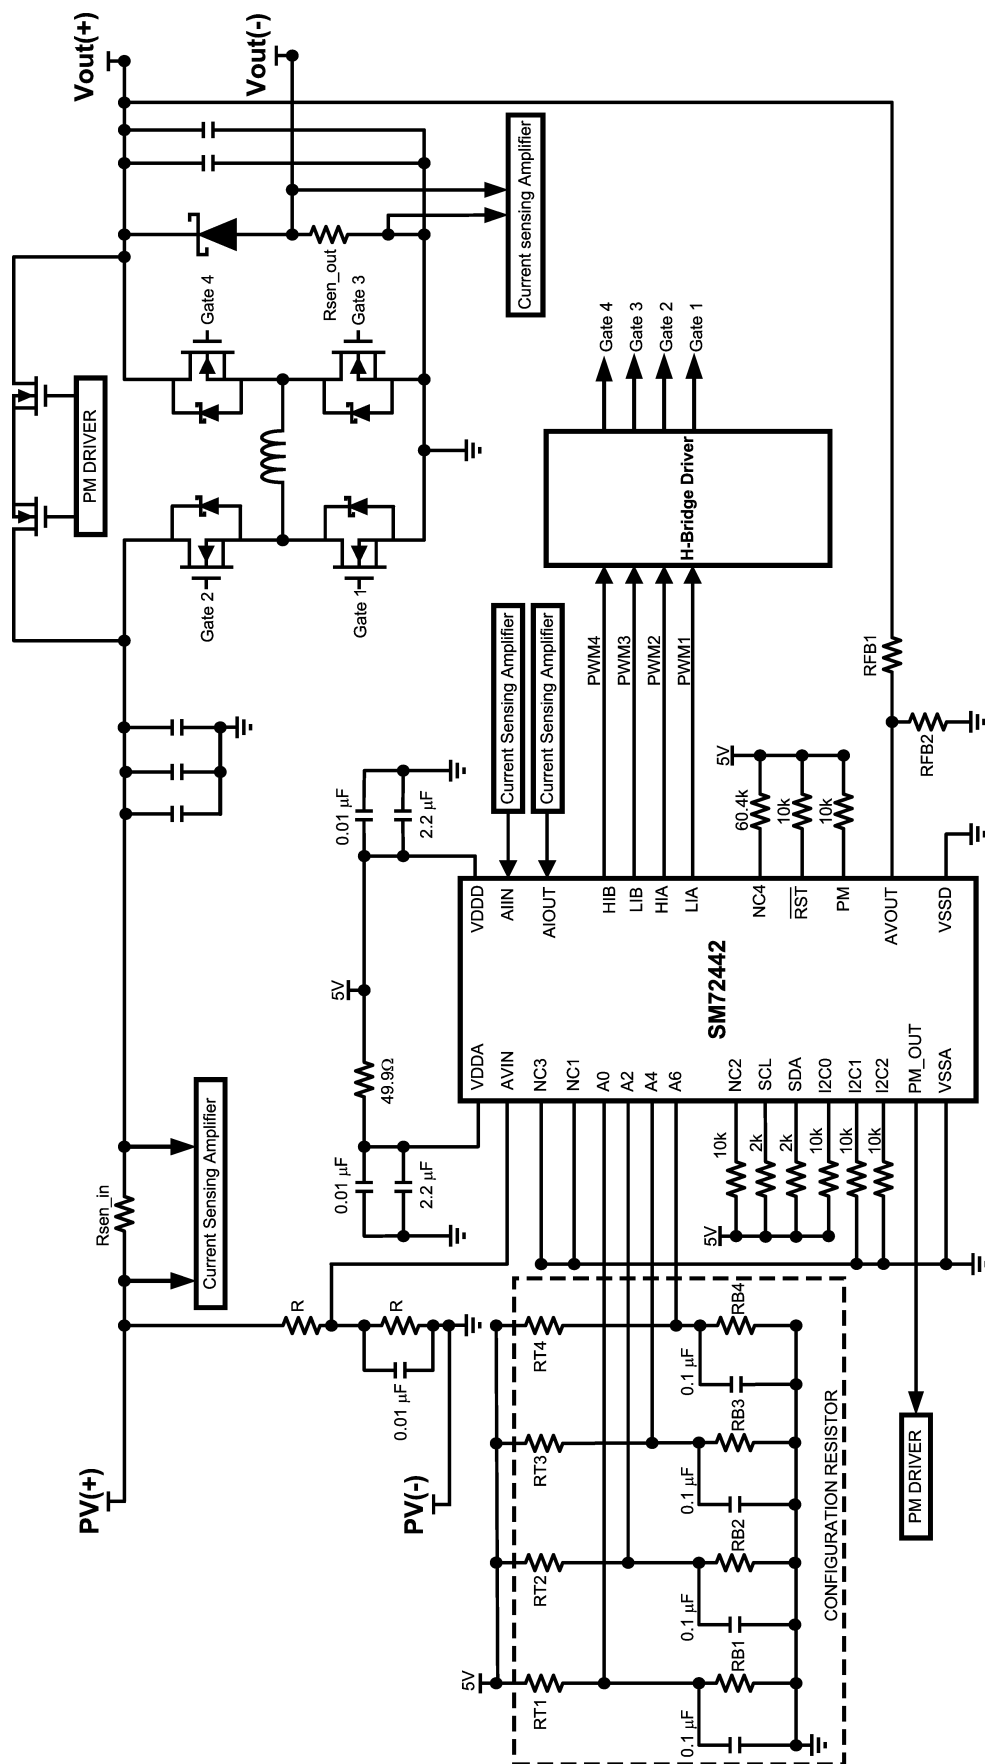 PV(+)
Rsen_in
Current Sensing Amplifier
PM DRIVER
Gate 2
Gate 1
Gate 4
Gate 3
Rsen_out
Current sensing Amplifier
Vout(+)
Vout(-)
PV(-)
R
R
0.01 µF
0.01 µF
2.2 µF
49.9Ω
5V
0.01 µF
2.2 µF
Current Sensing Amplifier
Current Sensing Amplifier
SM72442
VDDA
AVIN
NC3
NC1
A0
A2
A4
A6
NC2
SCL
SDA
I2C0
I2C1
I2C2
PM_OUT
VSSA
VDDD
AIIN
AIOUT
HIB
LIB
HIA
LIA
NC4
RST
PM
AVOUT
VSSD
PWM4
PWM3
PWM2
PWM1
H-Bridge Driver
Gate 4
Gate 3
Gate 2
Gate 1
5V
60.4k
10k
10k
RFB1
RFB2
5V
10k
2k
2k
10k
10k
10k
5V
RT1
RT2
RT3
RT4
0.1 µF
RB1
0.1 µF
RB2
0.1 µF
RB3
0.1 µF
RB4
CONFIGURATION RESISTOR
PM DRIVER